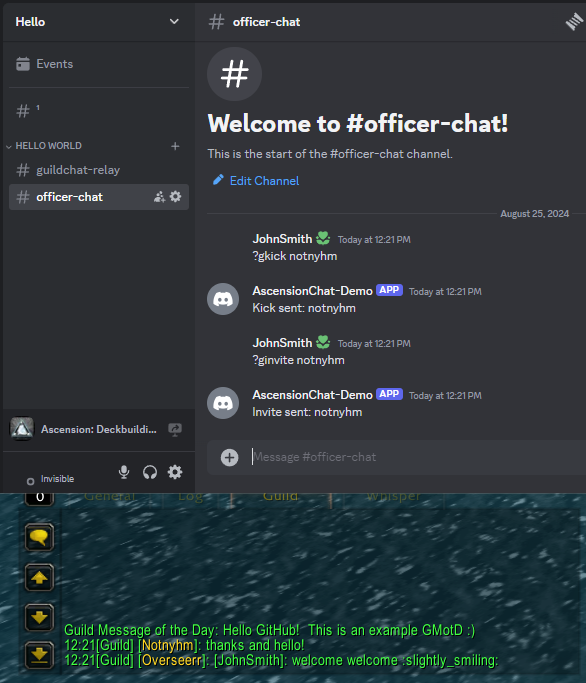 Hello
# officer-chat
Events
# ¹
#
Welcome to #officer-chat!
This is the start of the #officer-chat channel.
Edit Channel
HELLO WORLD +
# guildchat-relay
# officer-chat
August 25, 2024
JohnSmith Today at 12:21 PM
?gkick notnyhm
AscensionChat-Demo APP Today at 12:21 PM
Kick sent: notnyhm
JohnSmith Today at 12:21 PM
?ginvite notnyhm
AscensionChat-Demo APP Today at 12:21 PM
Invite sent: notnyhm
Ascension: Deckbuildi...
Invisible
Message #officer-chat
0 General Log Guild Whisper
Guild Message of the Day: Hello GitHub! This is an example GMotD :)
12:21[Guild] [Notnyhm]: thanks and hello!
12:21[Guild] [Overseerr]: [JohnSmith]: welcome welcome :slightly_smiling: